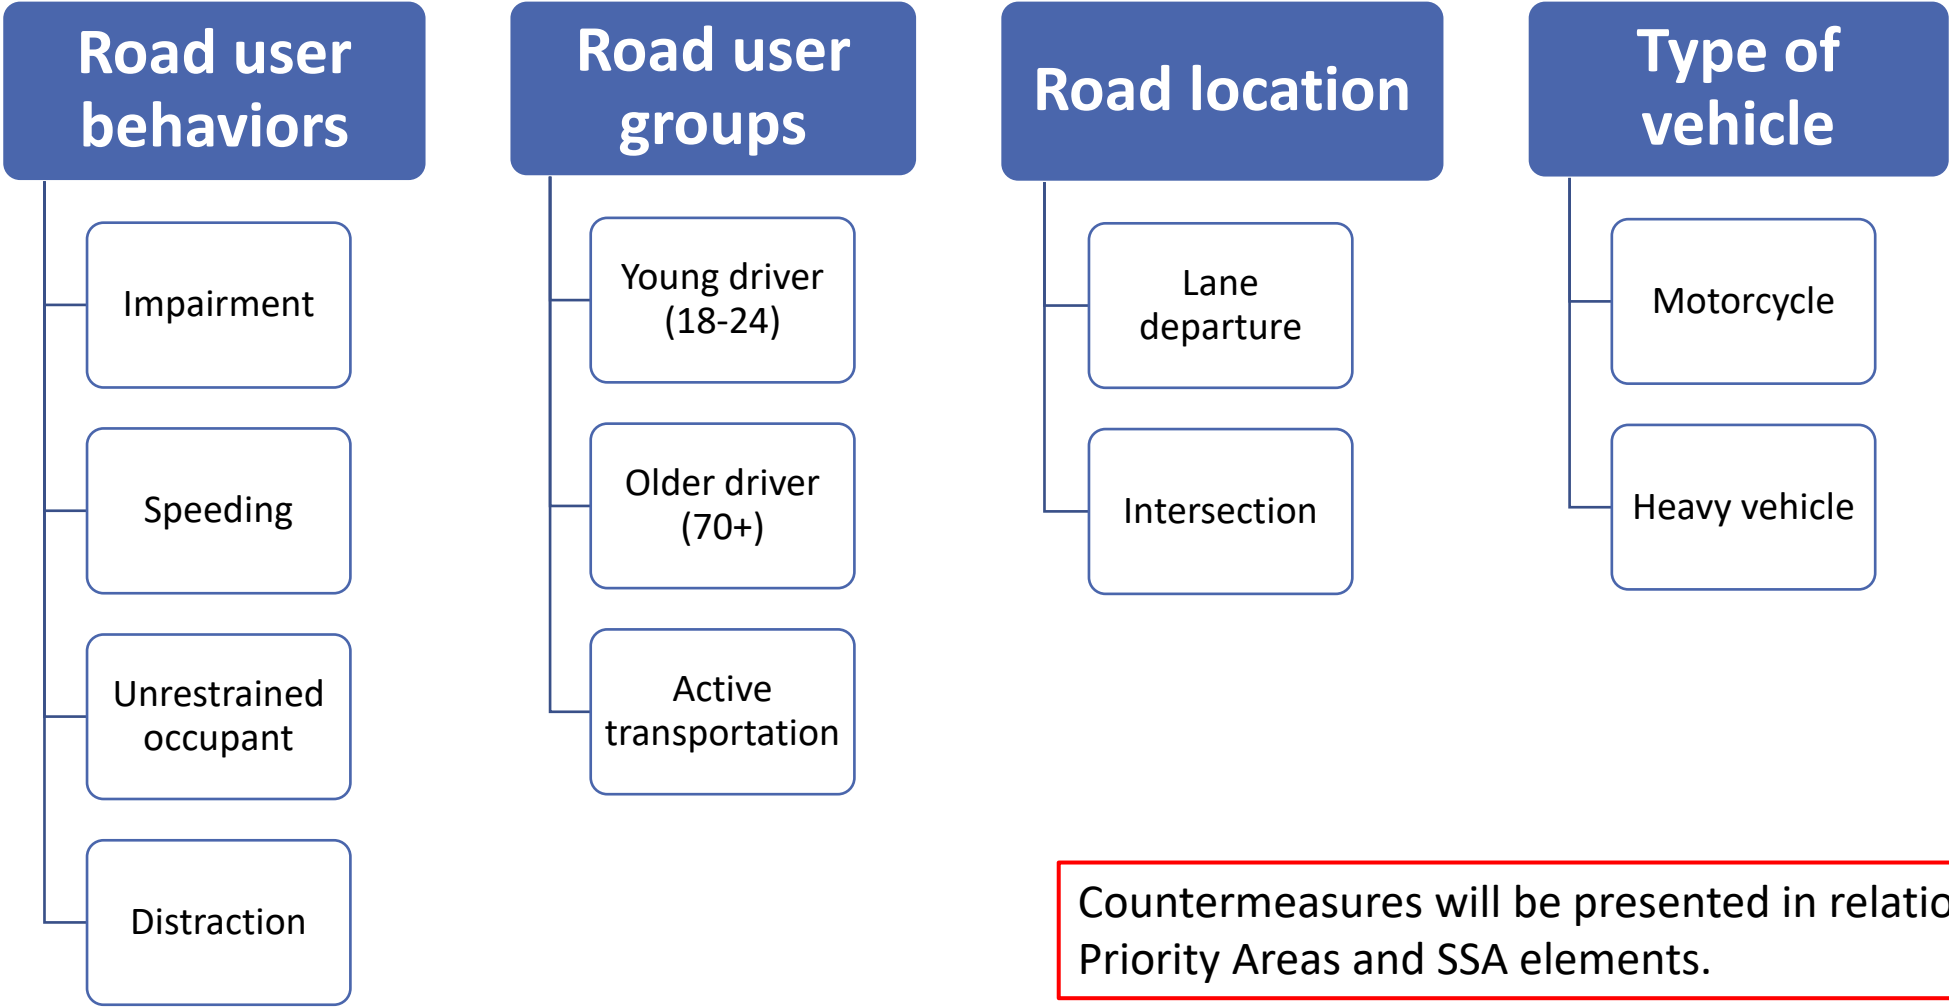 Road user
behaviors
Impairment
Speeding
Unrestrained
occupant
Distraction
Road user
groups
Young driver
(18-24)
Older driver
(70+)
Active
transportation
Road location
Lane
departure
Intersection
Type of
vehicle
Motorcycle
Heavy vehicle
Countermeasures will be presented in
Priority Areas and SSA elements.